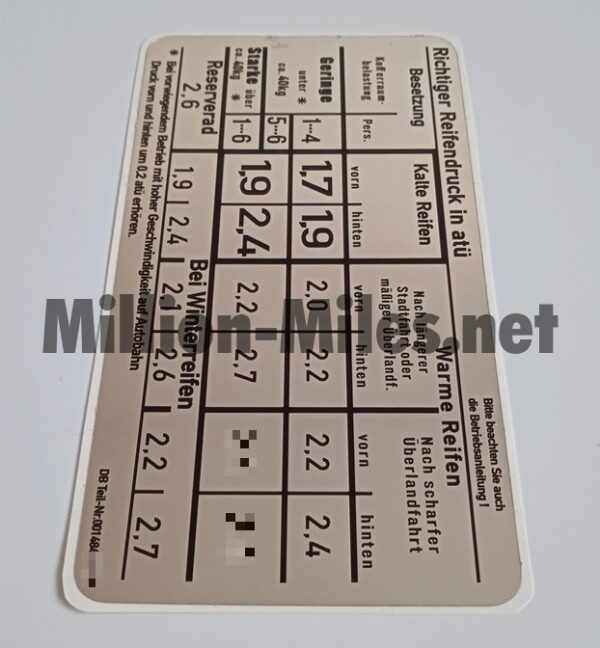 Richtiger Reifendruck in atü
Bitte beachten Sie auch
die Betriebsanleitung!
Besetzung
Kalte Reifen
Warme Reifen
Nach längerer
Stadtfahrt oder
mäßiger Überlandf.
Nach scharfer
Überlandfahrt
Kofferraum-
belastung
Pers.
vorn
hinten
vorn
hinten
vorn
hinten
Geringe
unter *
ca. 40kg
1...4
1,7
1,9
2,0
2,2
2,2
2,4
5...6
Starke über
ca. 40kg *
1...6
1,9
2,4
2,2
2,7
Reserverad
2.6
Bei Winterreifen
1,9
2,4
2,1
2,6
2,2
2,7
* Bei vorwiegendem Betrieb mit hoher Geschwindigkeit auf Autobahn
Druck vorn und hinten um 0.2 atü erhöhen.
DB Teil-Nr.001484
Million-Miles.net